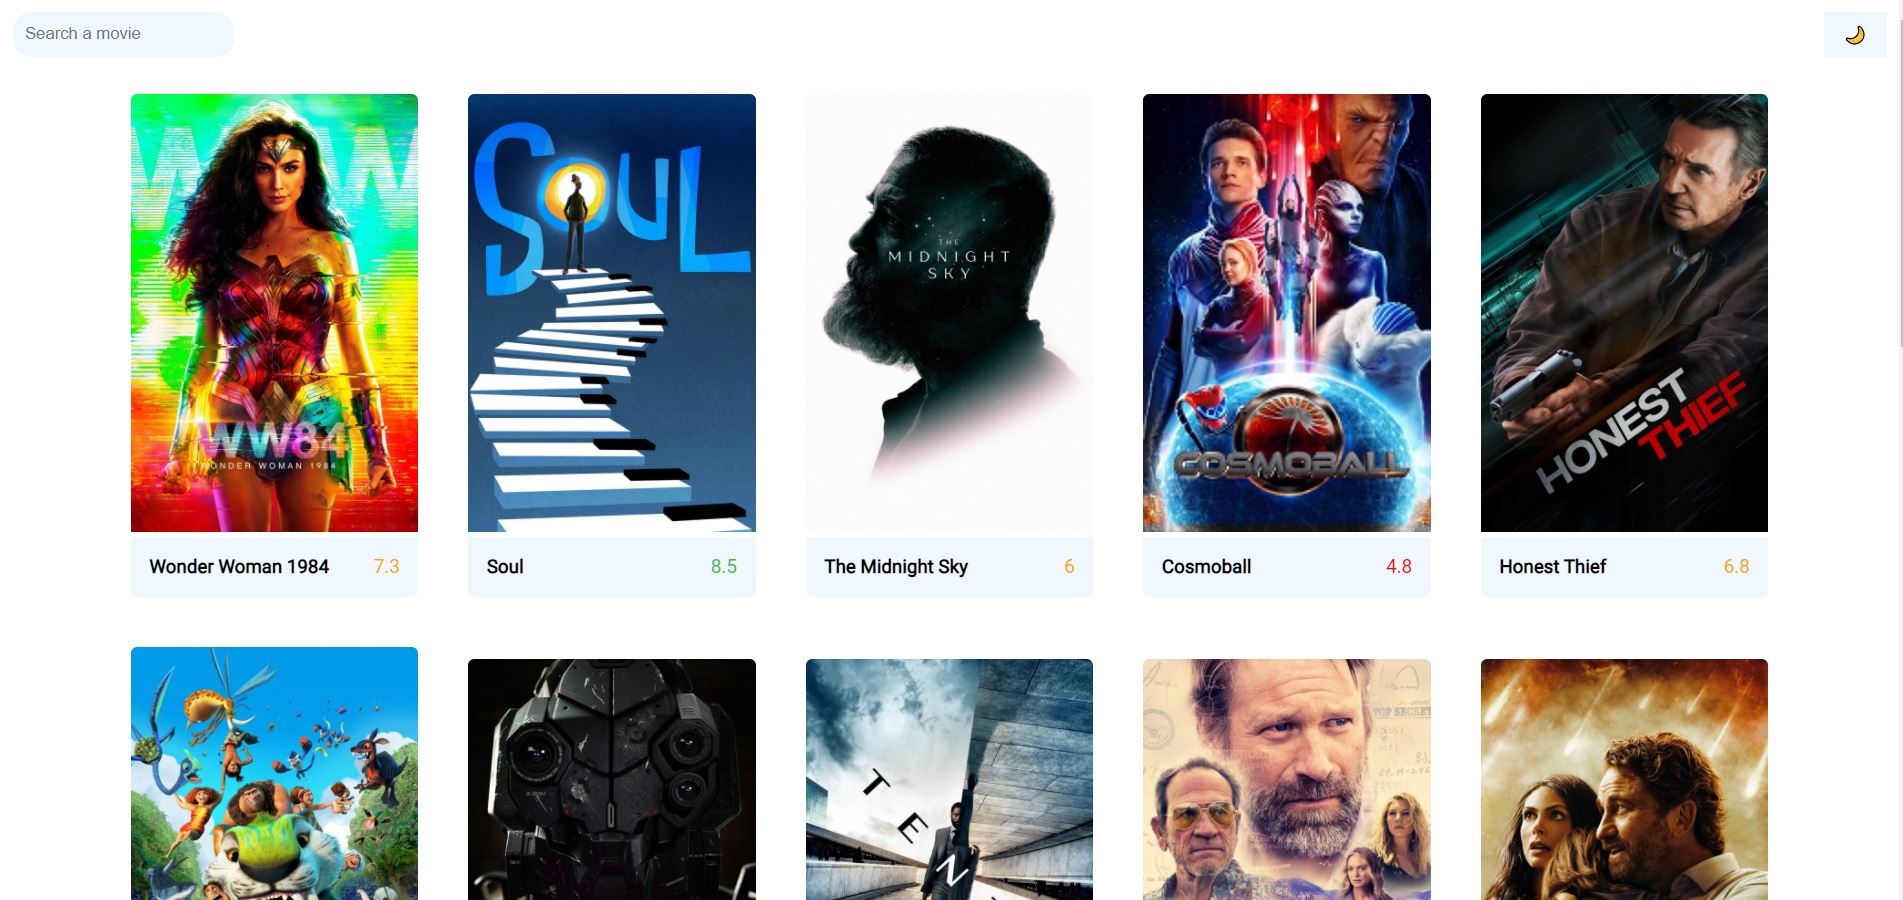 Search a movie
WW
SOUL
THE
MIDNIGHT
SKY
COSMOBALL
HONEST
THIEF
WW84
WONDER WOMAN 1984
Wonder Woman 1984 7.3
Soul 8.5
The Midnight Sky 6
Cosmoball 4.8
Honest Thief 6.8
TOP SECRET
T
E
N